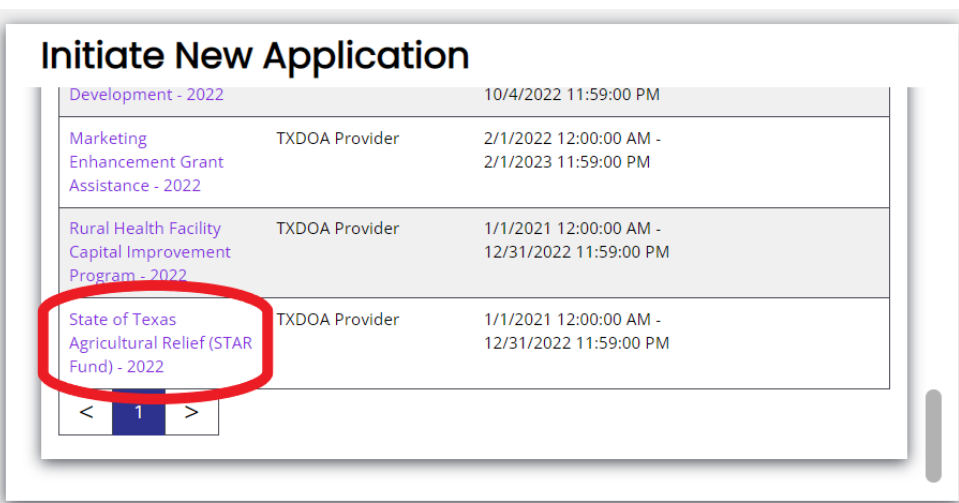 Initiate New Application
Development - 2022 10/4/2022 11:59:00 PM
Marketing TXDOA Provider 2/1/2022 12:00:00 AM -
Enhancement Grant 2/1/2023 11:59:00 PM
Assistance - 2022
Rural Health Facility TXDOA Provider 1/1/2021 12:00:00 AM -
Capital Improvement 12/31/2022 11:59:00 PM
Program - 2022
State of Texas TXDOA Provider 1/1/2021 12:00:00 AM -
Agricultural Relief (STAR 12/31/2022 11:59:00 PM
Fund) - 2022
< 1 >